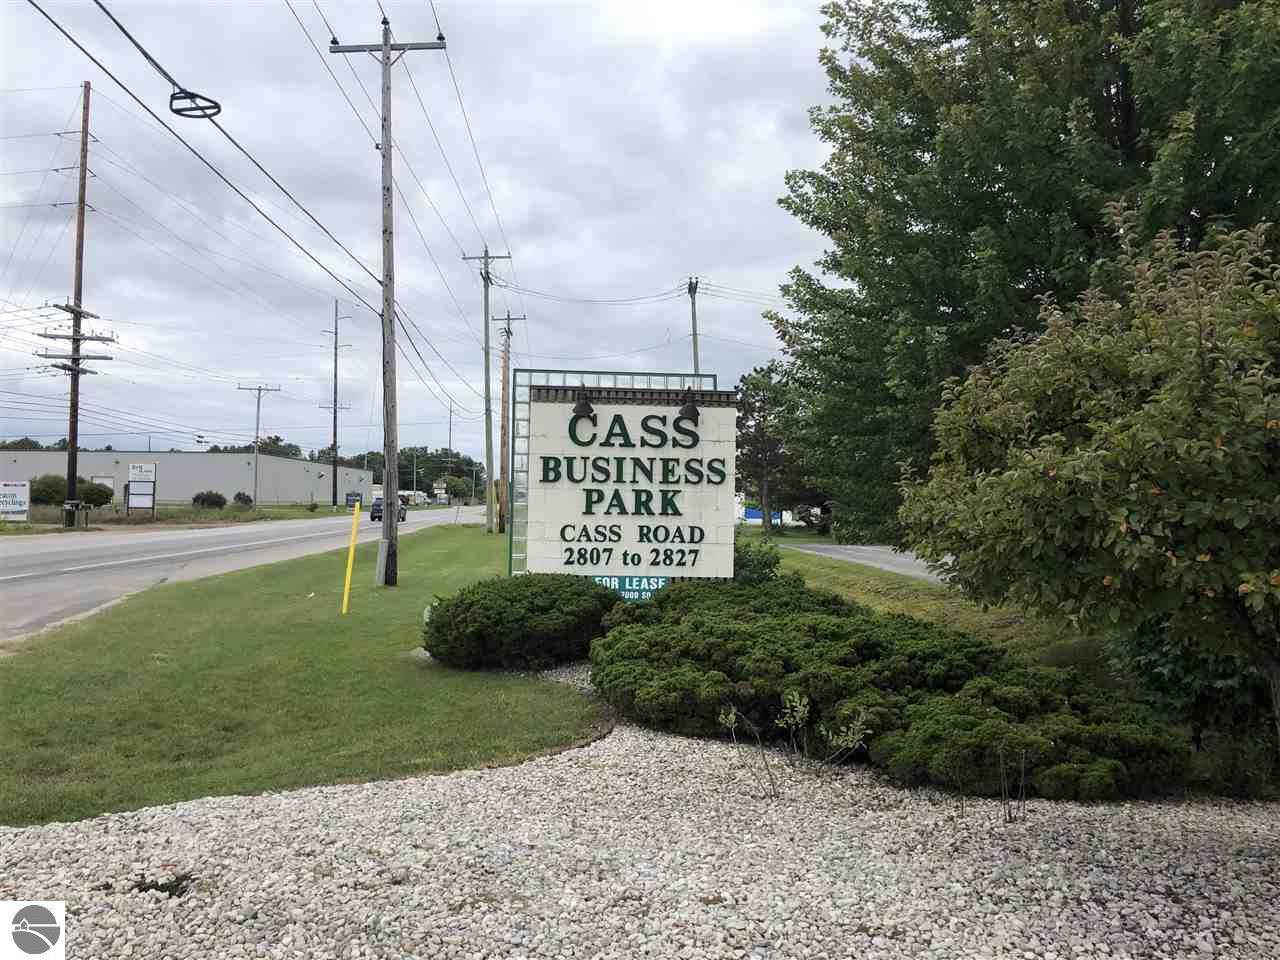 CASS
BUSINESS
PARK
CASS ROAD
2807 to 2827
FOR LEASE